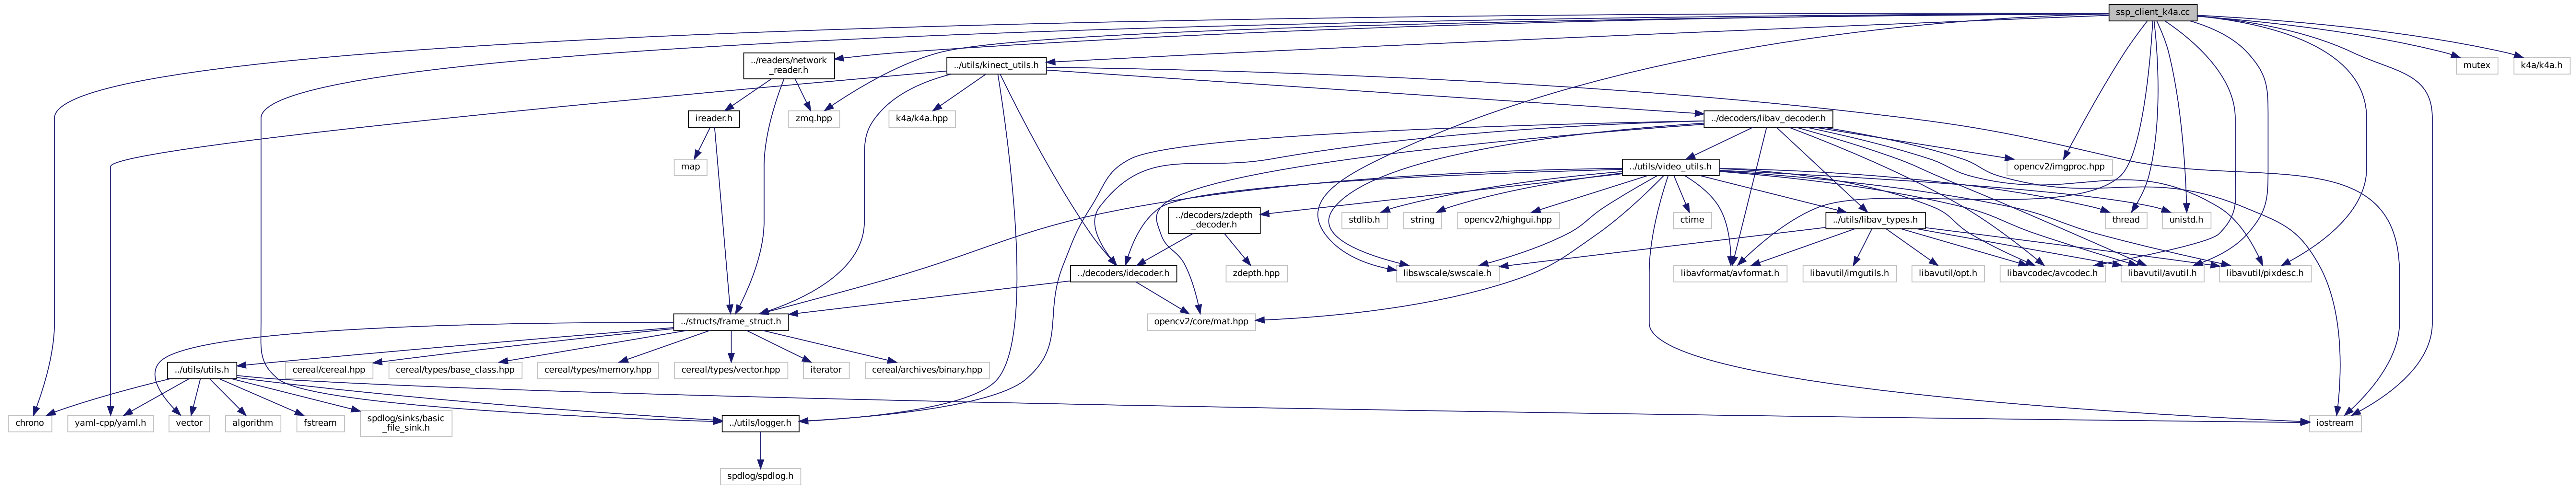 ssp_client_k4a.cc
../readers/network
_reader.h
../utils/kinect_utils.h
mutex
k4a/k4a.h
ireader.h
zmq.hpp
k4a/k4a.hpp
../decoders/libav_decoder.h
map
../utils/video_utils.h
opencv2/imgproc.hpp
../decoders/zdepth
_decoder.h
stdlib.h
string
opencv2/highgui.hpp
ctime
../utils/libav_types.h
thread
unistd.h
../decoders/idecoder.h
zdepth.hpp
libswscale/swscale.h
libavformat/avformat.h
libavutil/imgutils.h
libavutil/opt.h
libavcodec/avcodec.h
libavutil/avutil.h
libavutil/pixdesc.h
../structs/frame_struct.h
opencv2/core/mat.hpp
../utils/utils.h
cereal/cereal.hpp
cereal/types/base_class.hpp
cereal/types/memory.hpp
cereal/types/vector.hpp
iterator
cereal/archives/binary.hpp
chrono
yaml-cpp/yaml.h
vector
algorithm
fstream
spdlog/sinks/basic
_file_sink.h
../utils/logger.h
iostream
spdlog/spdlog.h